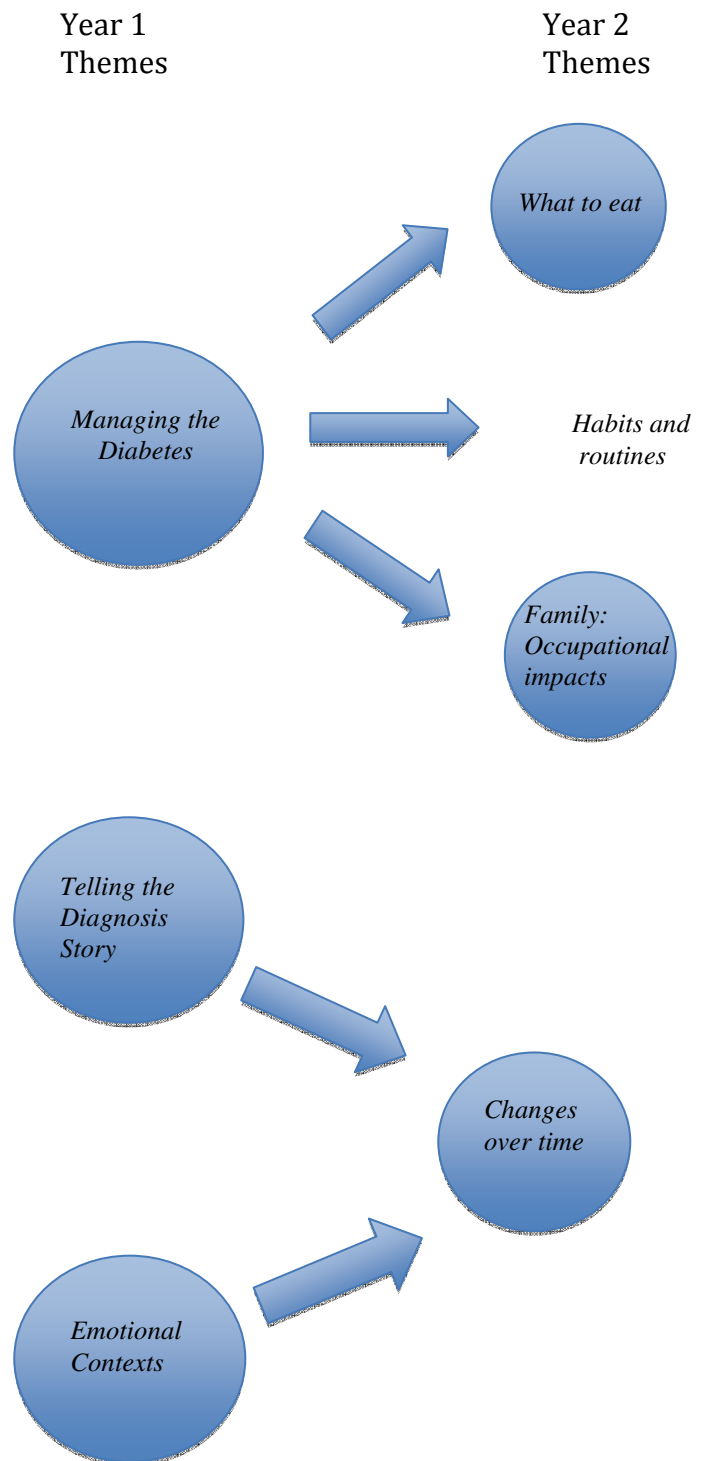 Year 1
Themes
Year 2
Themes
What to eat
Managing the
Diabetes
Habits and
routines
Family:
Occupational
impacts
Telling the
Diagnosis
Story
Changes
over time
Emotional
Contexts